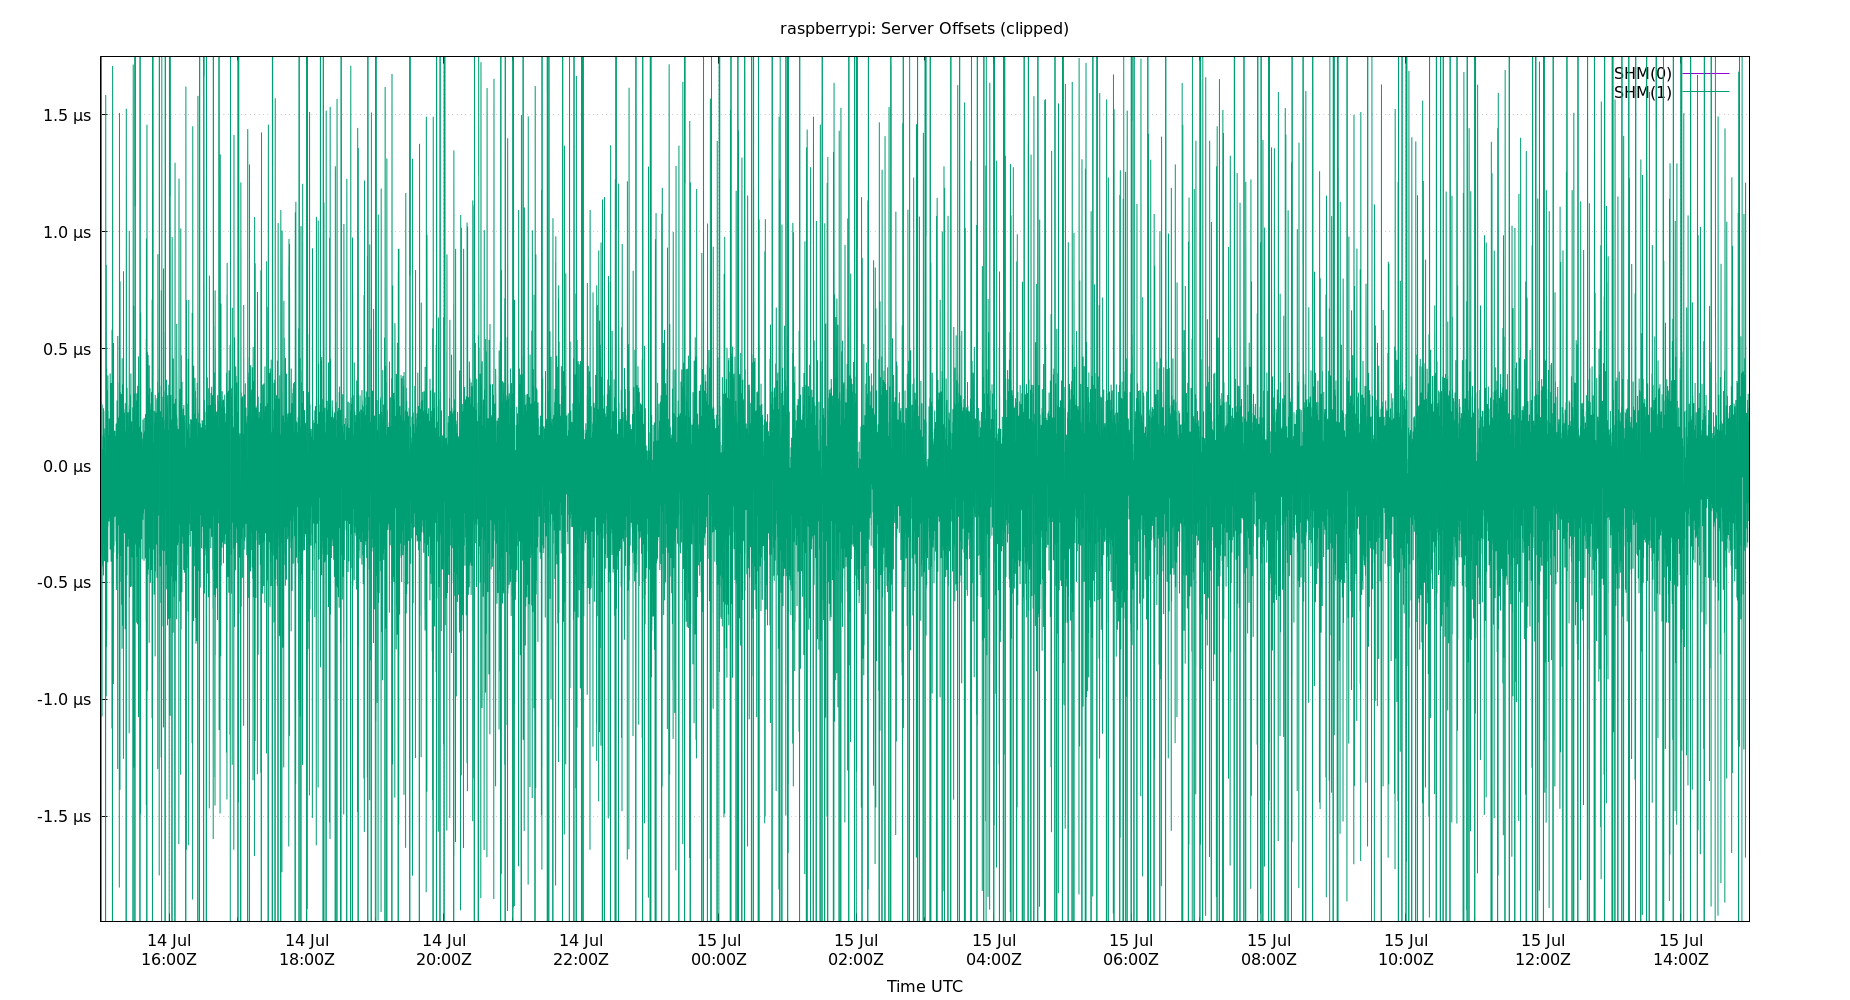 raspberrypi: Server Offsets (clipped)
SHM(0)
SHM(1)
1.5 µs
1.0 µs
0.5 µs
0.0 µs
-0.5 µs
-1.0 µs
-1.5 µs
14 Jul 14 Jul 14 Jul 14 Jul 15 Jul 15 Jul 15 Jul 15 Jul 15 Jul 15 Jul 15 Jul 15 Jul
16:00Z 18:00Z 20:00Z 22:00Z 00:00Z 02:00Z 04:00Z 06:00Z 08:00Z 10:00Z 12:00Z 14:00Z
Time UTC